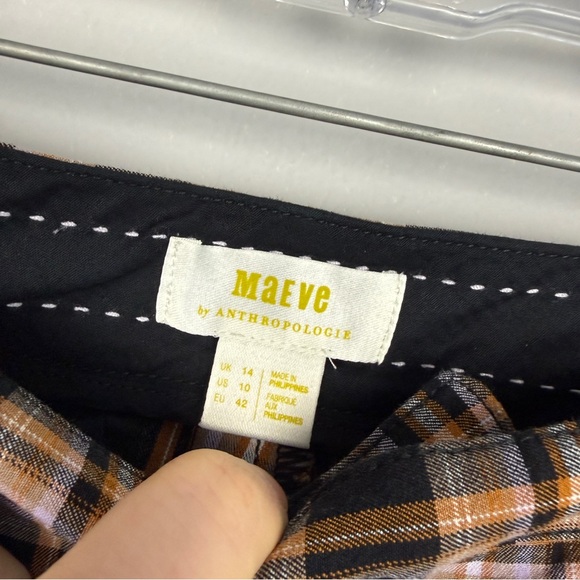 MaEve
by ANTHROPOLOGIE
UK 14
US 10
EU 42
MADE IN
PHILIPPINES
FABRIQUÉ
AUX
PHILIPPINES